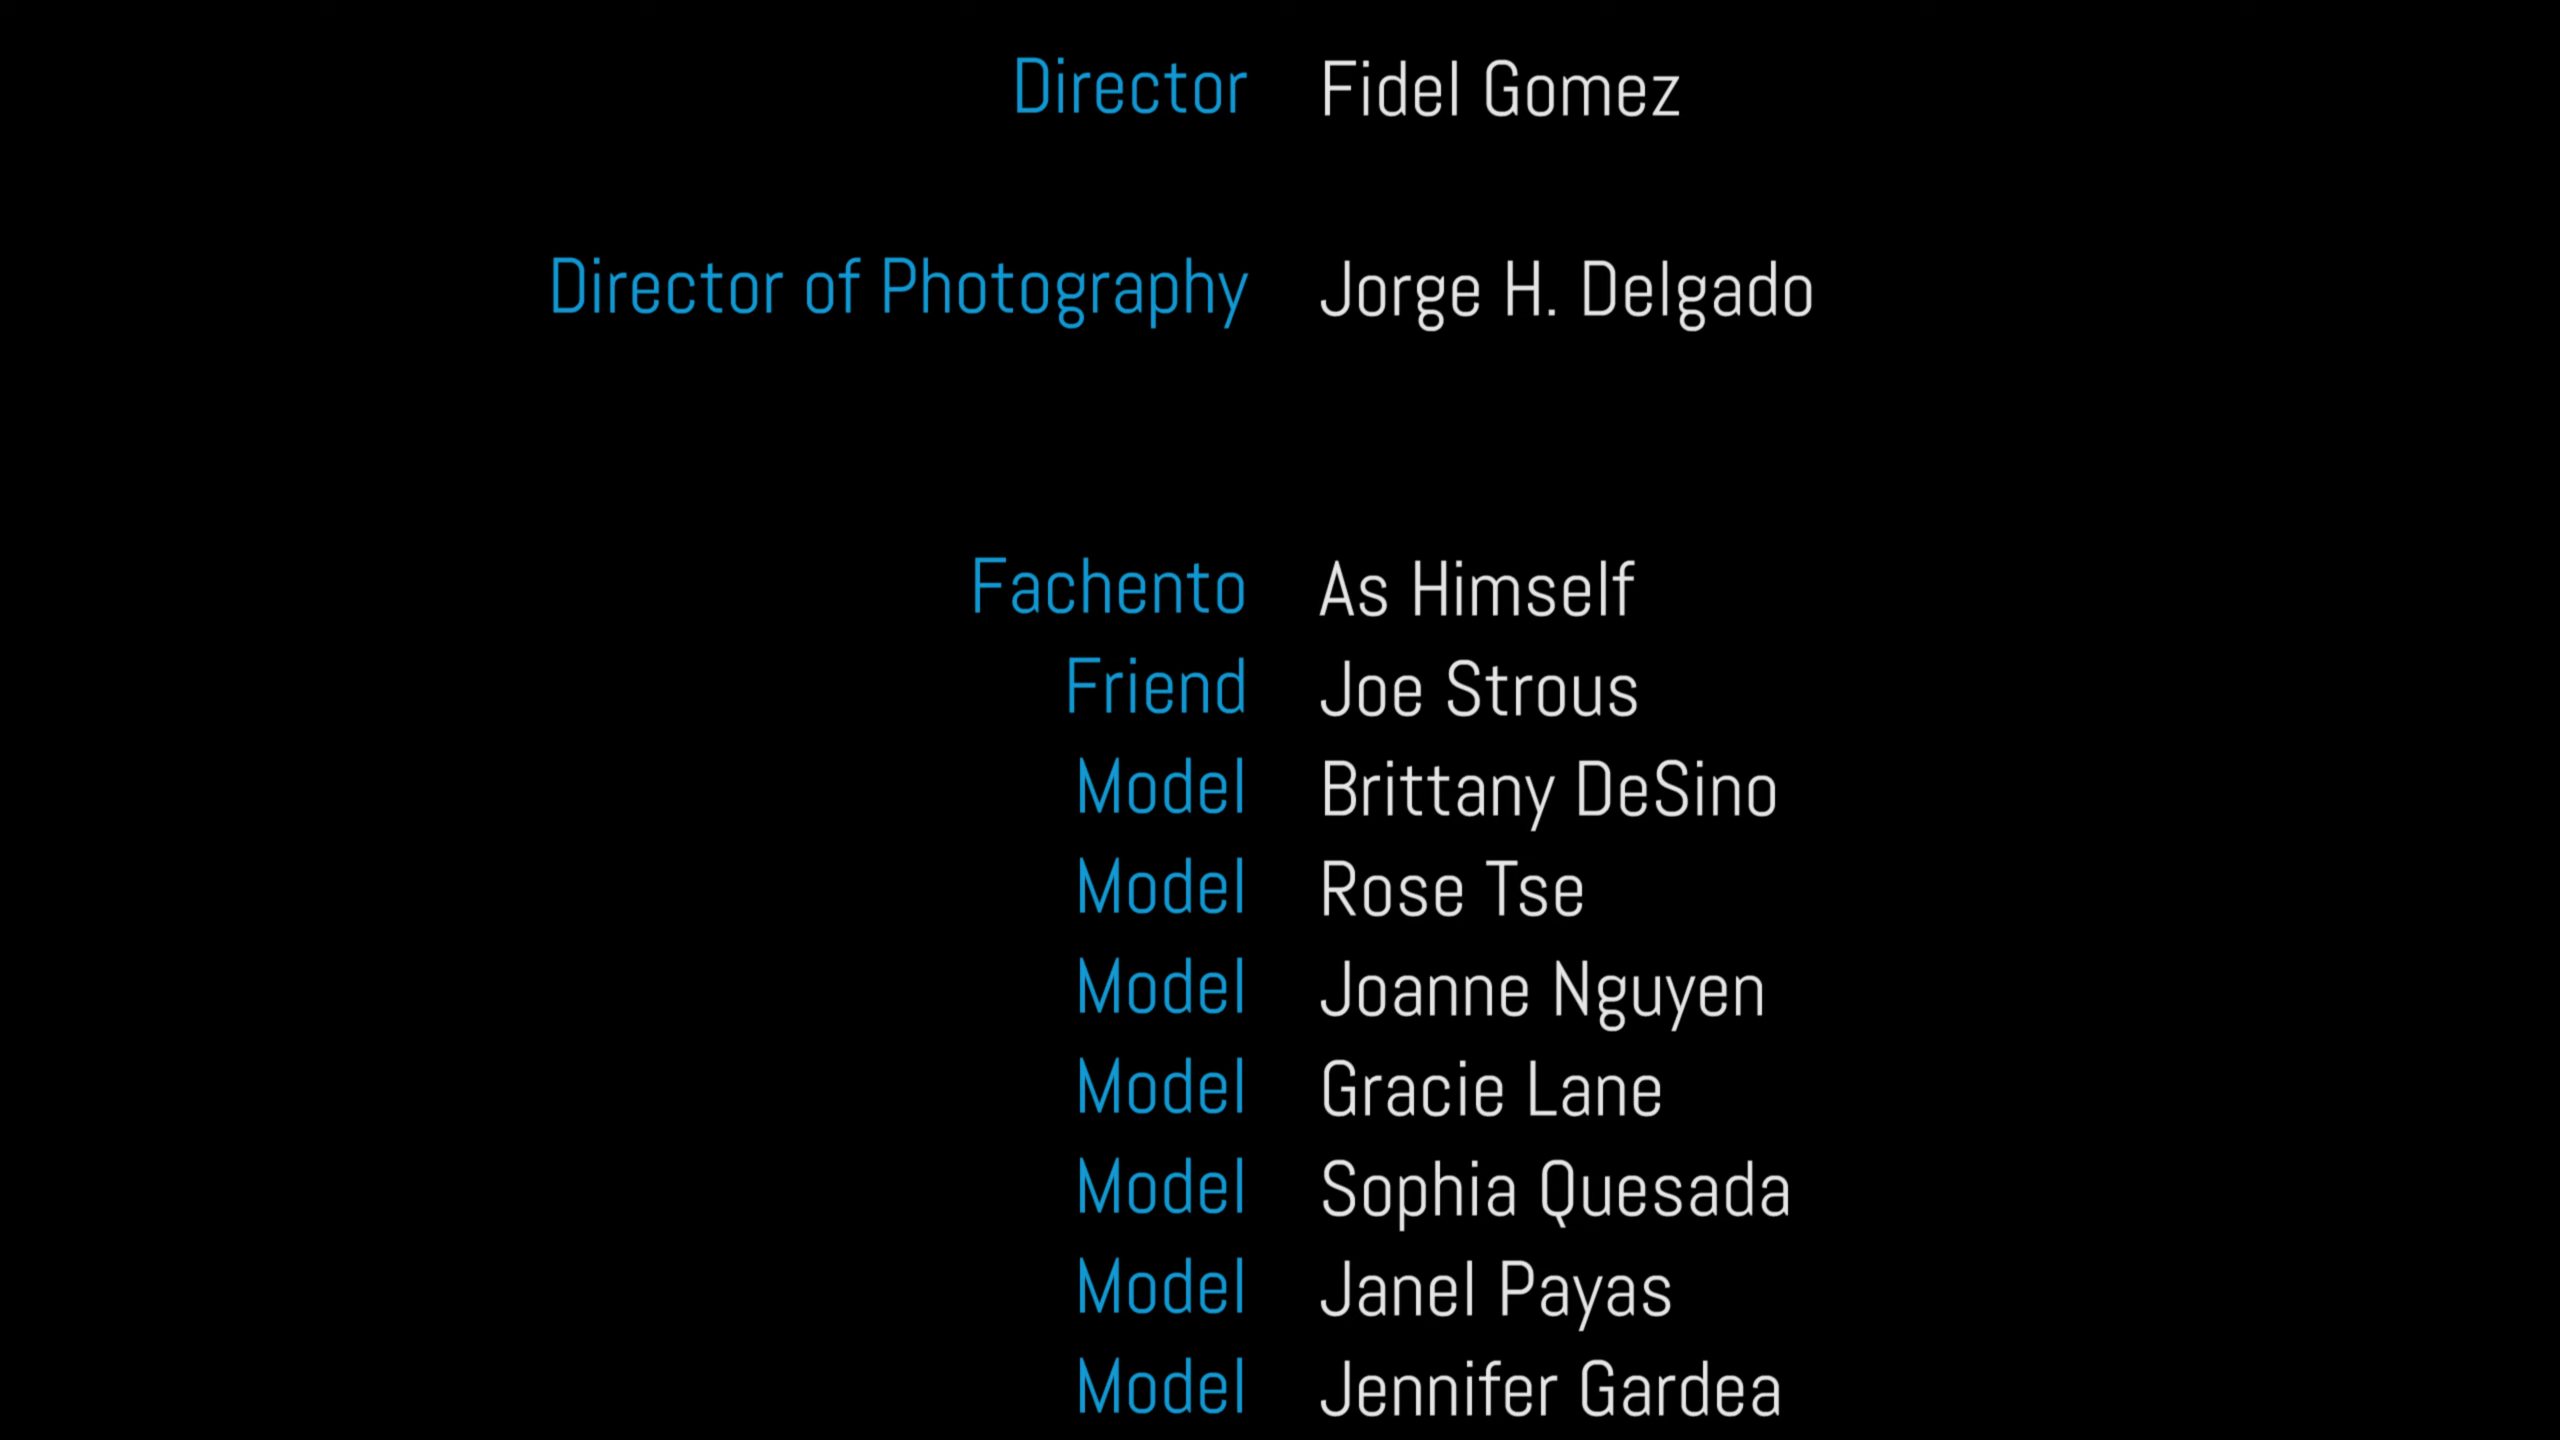 Director Fidel Gomez
Director of Photography Jorge H. Delgado
Fachento As Himself
Friend Joe Strous
Model Brittany DeSino
Model Rose Tse
Model Joanne Nguyen
Model Gracie Lane
Model Sophia Quesada
Model Janel Payas
Model Jennifer Gardea